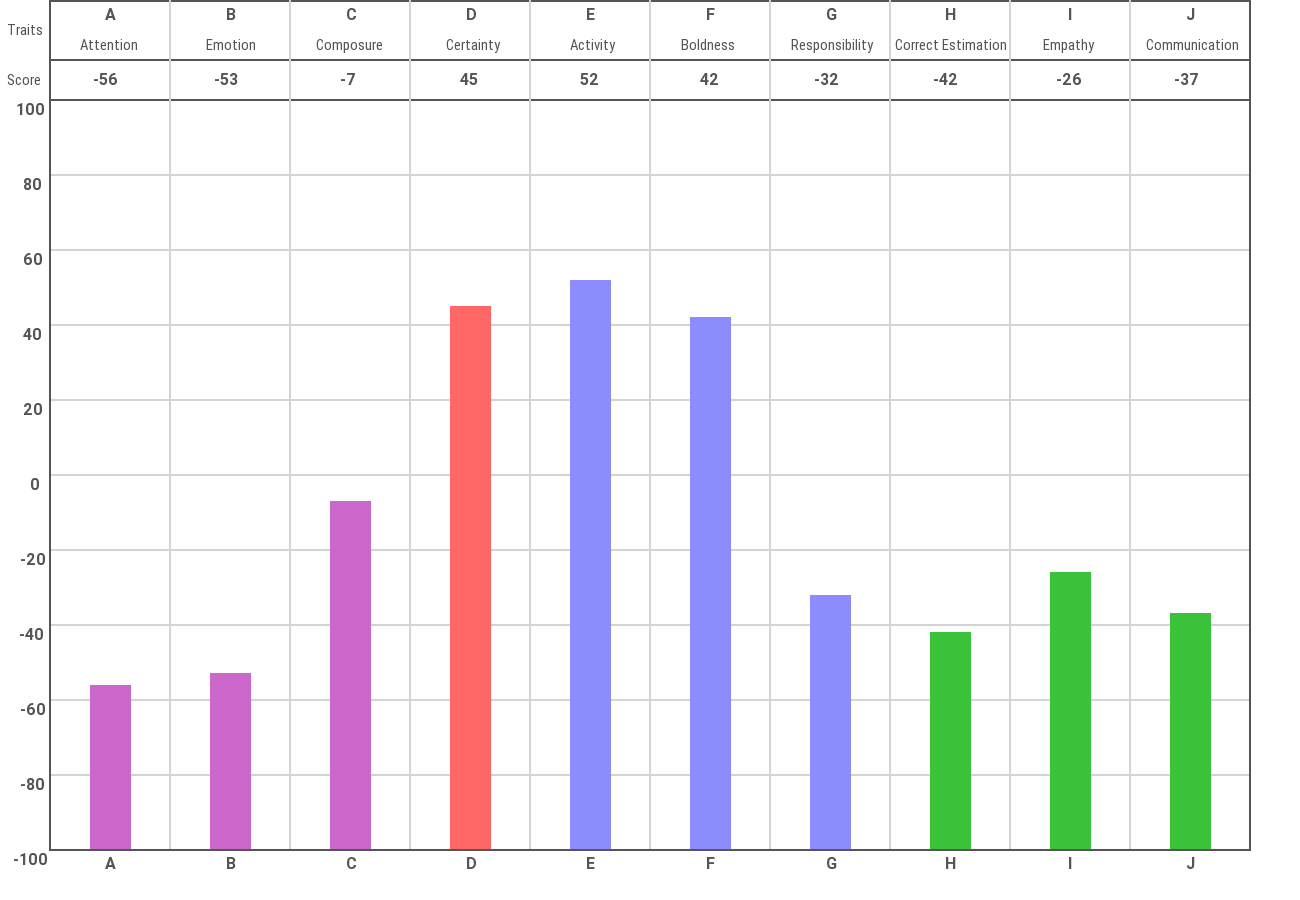 Traits A B C D E F G H I J
Attention Emotion Composure Certainty Activity Boldness Responsibility Correct Estimation Empathy Communication
Score -56 -53 -7 45 52 42 -32 -42 -26 -37
100
80
60
40
20
0
-20
-40
-60
-80
-100
A B C D E F G H I J